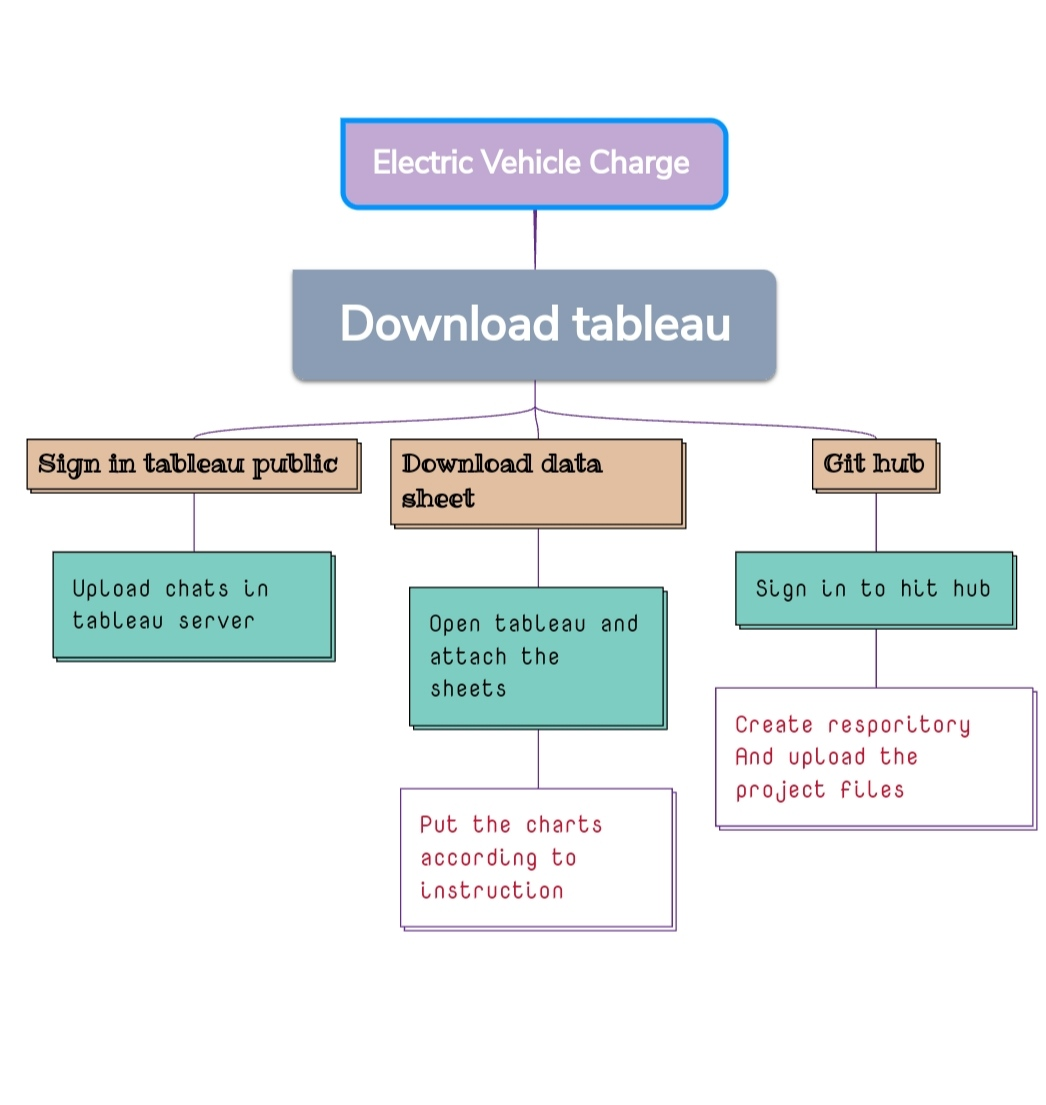 Electric Vehicle Charge
Download tableau
Sign in tableau public
Upload chats in
tableau server
Download data
sheet
Open tableau and
attach the
sheets
Put the charts
according to
instruction
Git hub
Sign in to hit hub
Create resporitory
And upload the
project files